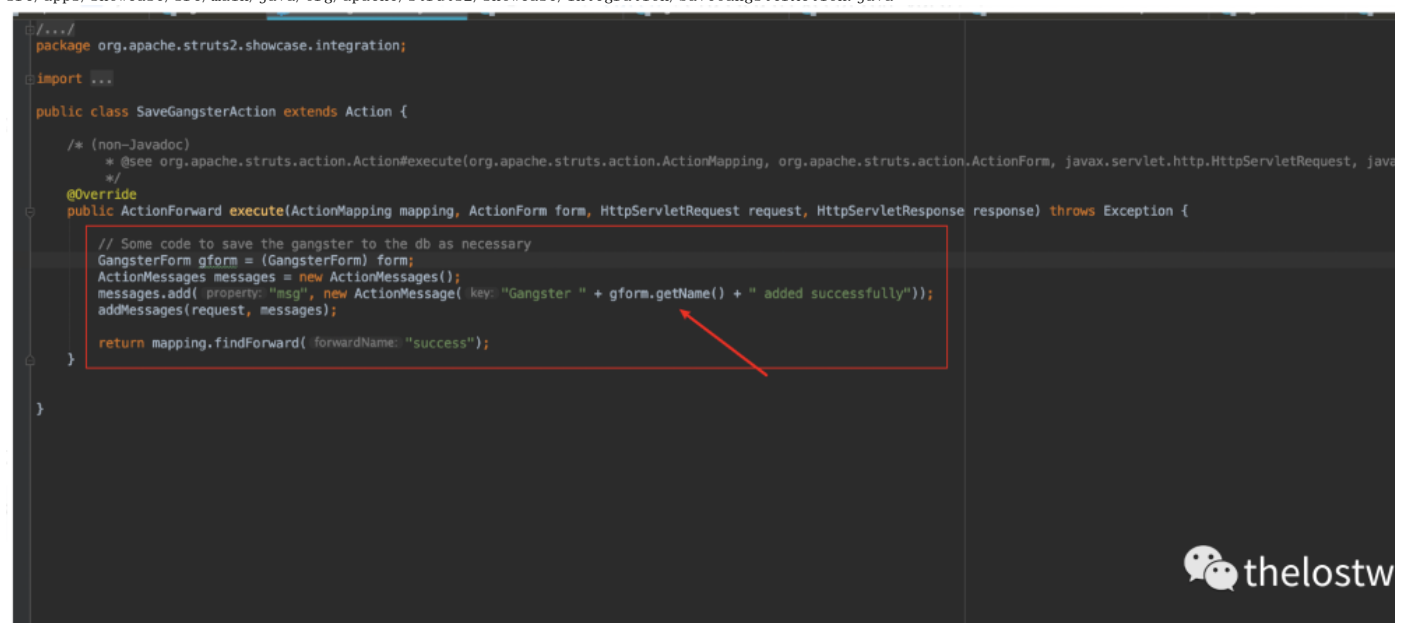 /.../
package org.apache.struts2.showcase.integration;
import ...
public class SaveGangsterAction extends Action {
/* (non-Javadoc)
* @see org.apache.struts.action.Action#execute(org.apache.struts.action.ActionMapping, org.apache.struts.action.ActionForm, javax.servlet.http.HttpServletRequest, java
*/
@Override
public ActionForward execute(ActionMapping mapping, ActionForm form, HttpServletRequest request, HttpServletResponse response) throws Exception {
// Some code to save the gangster to the db as necessary
GangsterForm gform = (GangsterForm) form;
ActionMessages messages = new ActionMessages();
messages.add( property: "msg", new ActionMessage( key: "Gangster " + gform.getName() + " added successfully"));
addMessages(request, messages);
return mapping.findForward( forwardName: "success");
}
}
thelostw